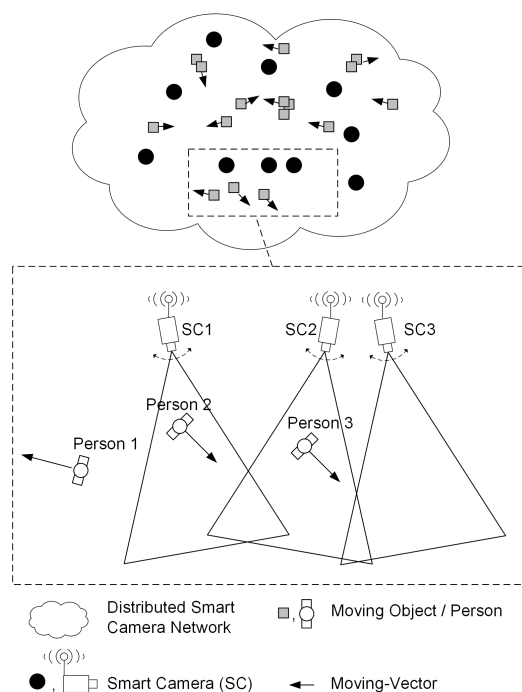 SC1
SC2
SC3
Person 2
Person 1
Person 3
Distributed Smart
Camera Network
, Moving Object / Person
, Smart Camera (SC)
Moving-Vector